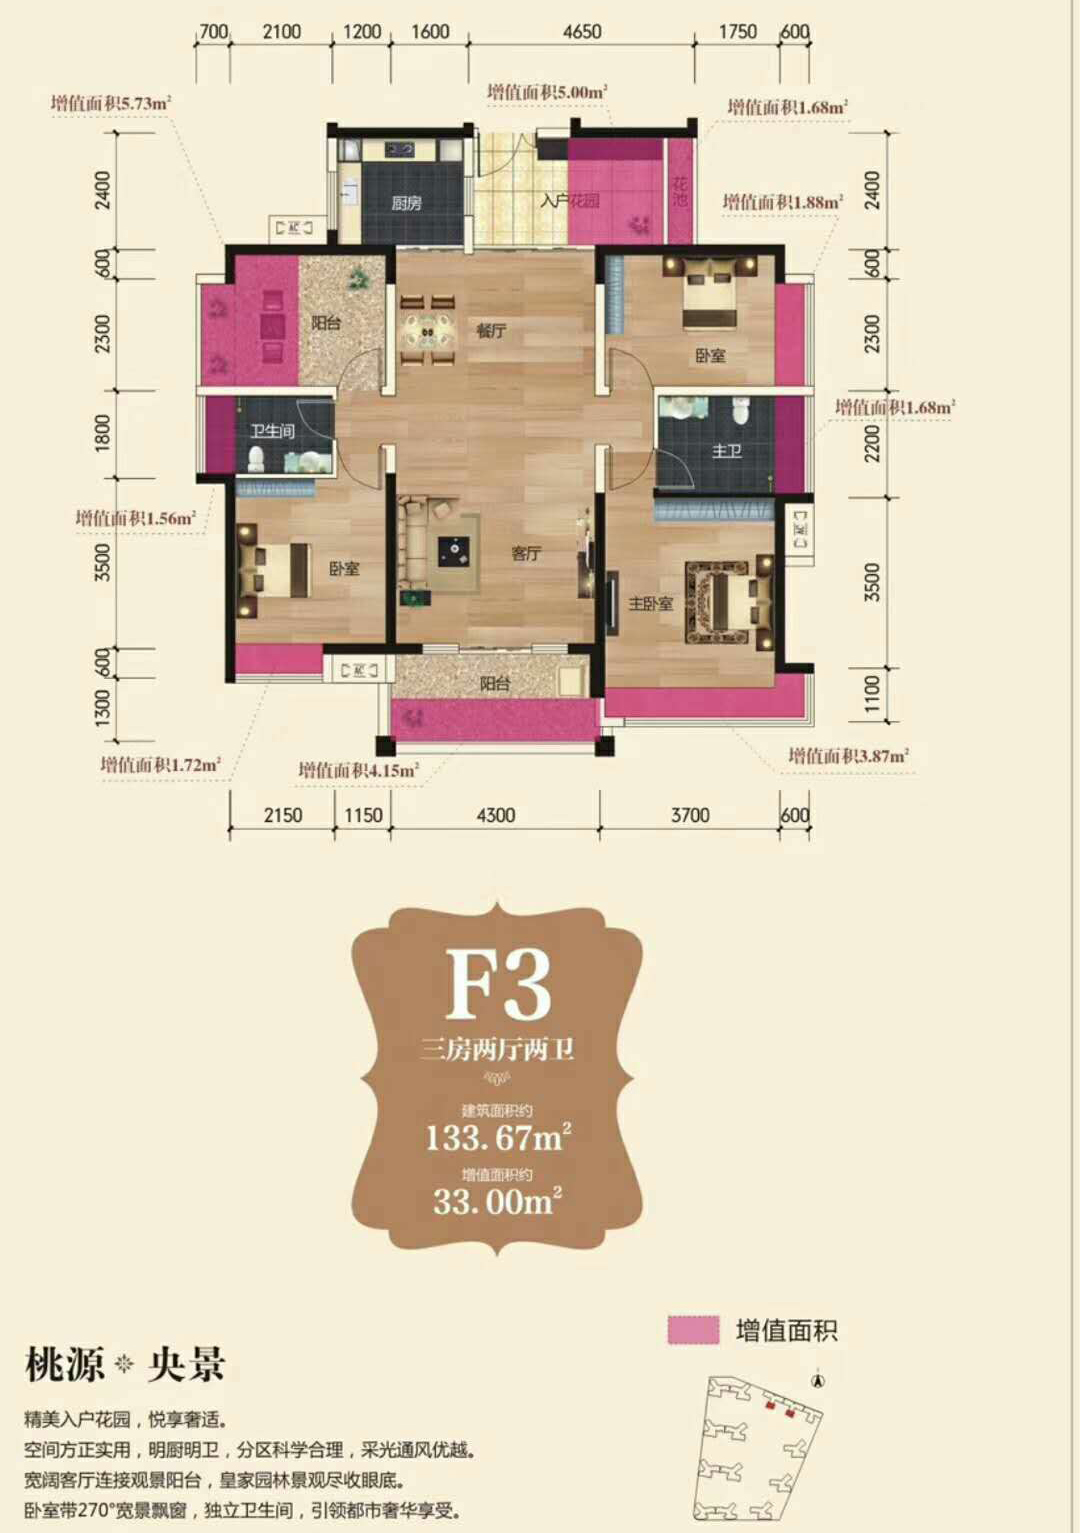 700 2100 1200 1600 4650 1750 600
增值面积5.73m²
增值面积5.00m²
增值面积1.68m²
增值面积1.88m²
增值面积1.68m²
增值面积1.56m²
增值面积1.72m²
增值面积4.15m²
增值面积3.87m²
2400
600
2300
1800
3500
600
1300
2400
600
2300
2200
3500
1100
厨房
入户花园
花池
AC
阳台
餐厅
卧室
卫生间
主卫
卧室
客厅
主卧室
AC
AC
阳台
2150 1150 4300 3700 600
F3
三房两厅两卫
建筑面积约
133.67m²
增值面积约
33.00m²
增值面积
桃源 央景
精美入户花园，悦享奢适。
空间方正实用，明厨明卫，分区科学合理，采光通风优越。
宽阔客厅连接观景阳台，皇家园林景观尽收眼底。
卧室带270°宽景飘窗，独立卫生间，引领都市奢华享受。